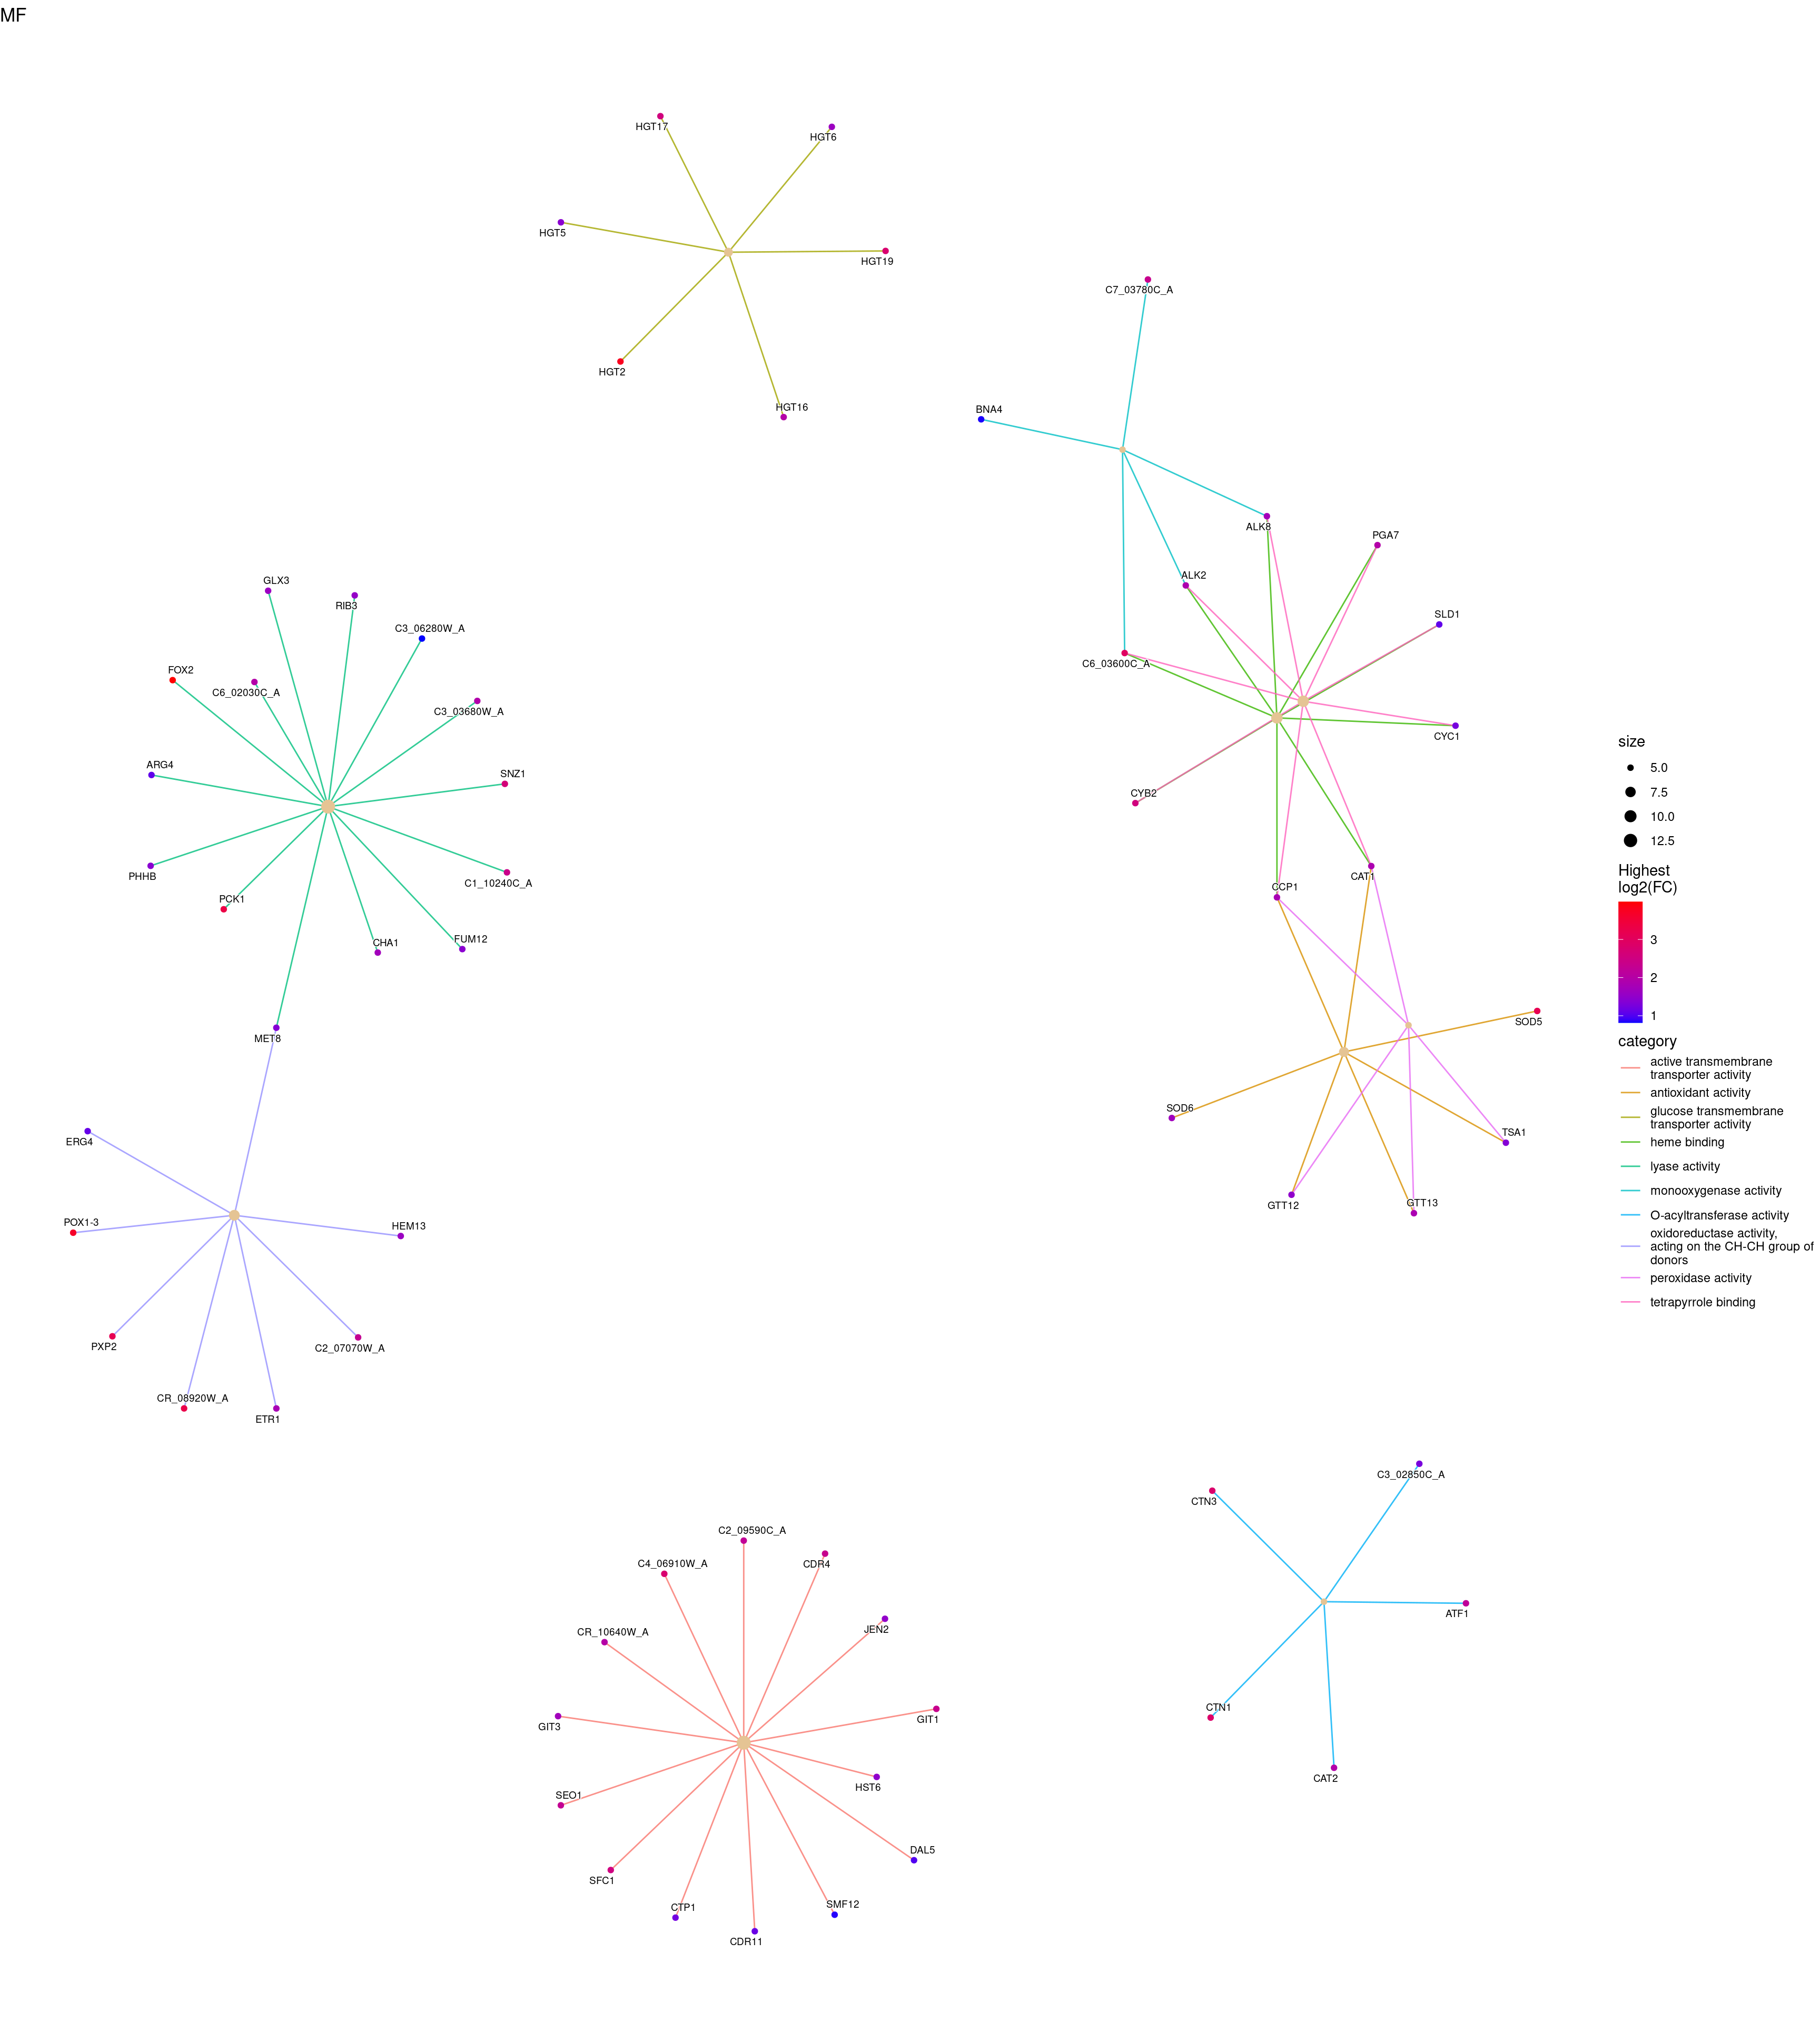 MF
HGT17
HGT6
HGT5
HGT19
HGT2
HGT16
C7_03780C_A
BNA4
ALK8
PGA7
ALK2
SLD1
C6_03600C_A
CYC1
CYB2
CAT1
CCP1
SOD5
SOD6
TSA1
GTT12
GTT13
GLX3
RIB3
C3_06280W_A
FOX2
C6_02030C_A
C3_03680W_A
ARG4
SNZ1
PHHB
C1_10240C_A
PCK1
CHA1
FUM12
MET8
ERG4
POX1-3
HEM13
PXP2
C2_07070W_A
CR_08920W_A
ETR1
C3_02850C_A
CTN3
ATF1
CTN1
CAT2
C2_09590C_A
CDR4
C4_06910W_A
JEN2
CR_10640W_A
GIT3
GIT1
HST6
SEO1
DAL5
SFC1
CTP1
SMF12
CDR11
size
5.0
7.5
10.0
12.5
Highest
log2(FC)
3
2
1
category
active transmembrane
transporter activity
antioxidant activity
glucose transmembrane
transporter activity
heme binding
lyase activity
monooxygenase activity
O-acyltransferase activity
oxidoreductase activity,
acting on the CH-CH group of
donors
peroxidase activity
tetrapyrrole binding